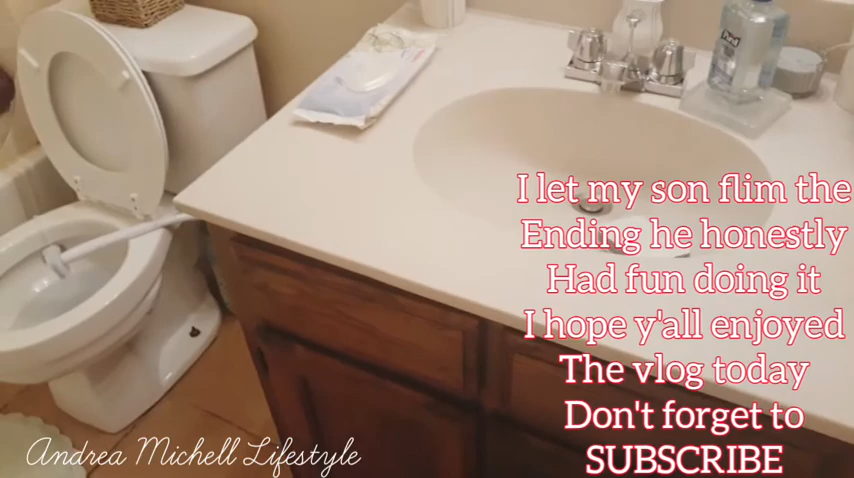 Purell
I let my son flim the
Ending he honestly
Had fun doing it
I hope y'all enjoyed
The vlog today
Don't forget to
SUBSCRIBE
Andrea Michell Lifestyle